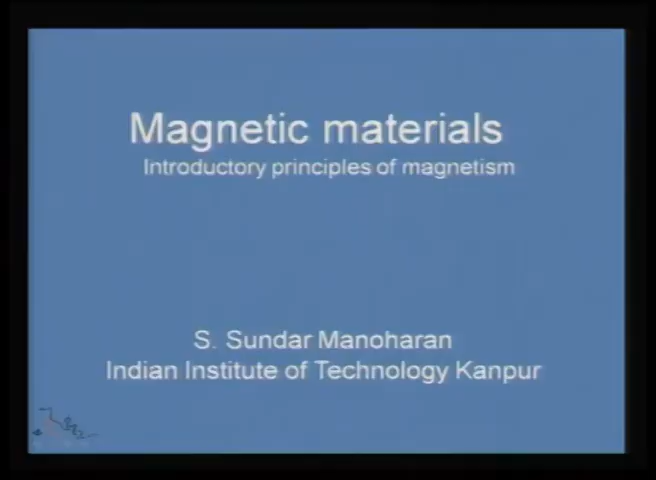 Magnetic materials
Introductory principles of magnetism
S. Sundar Manoharan
Indian Institute of Technology Kanpur